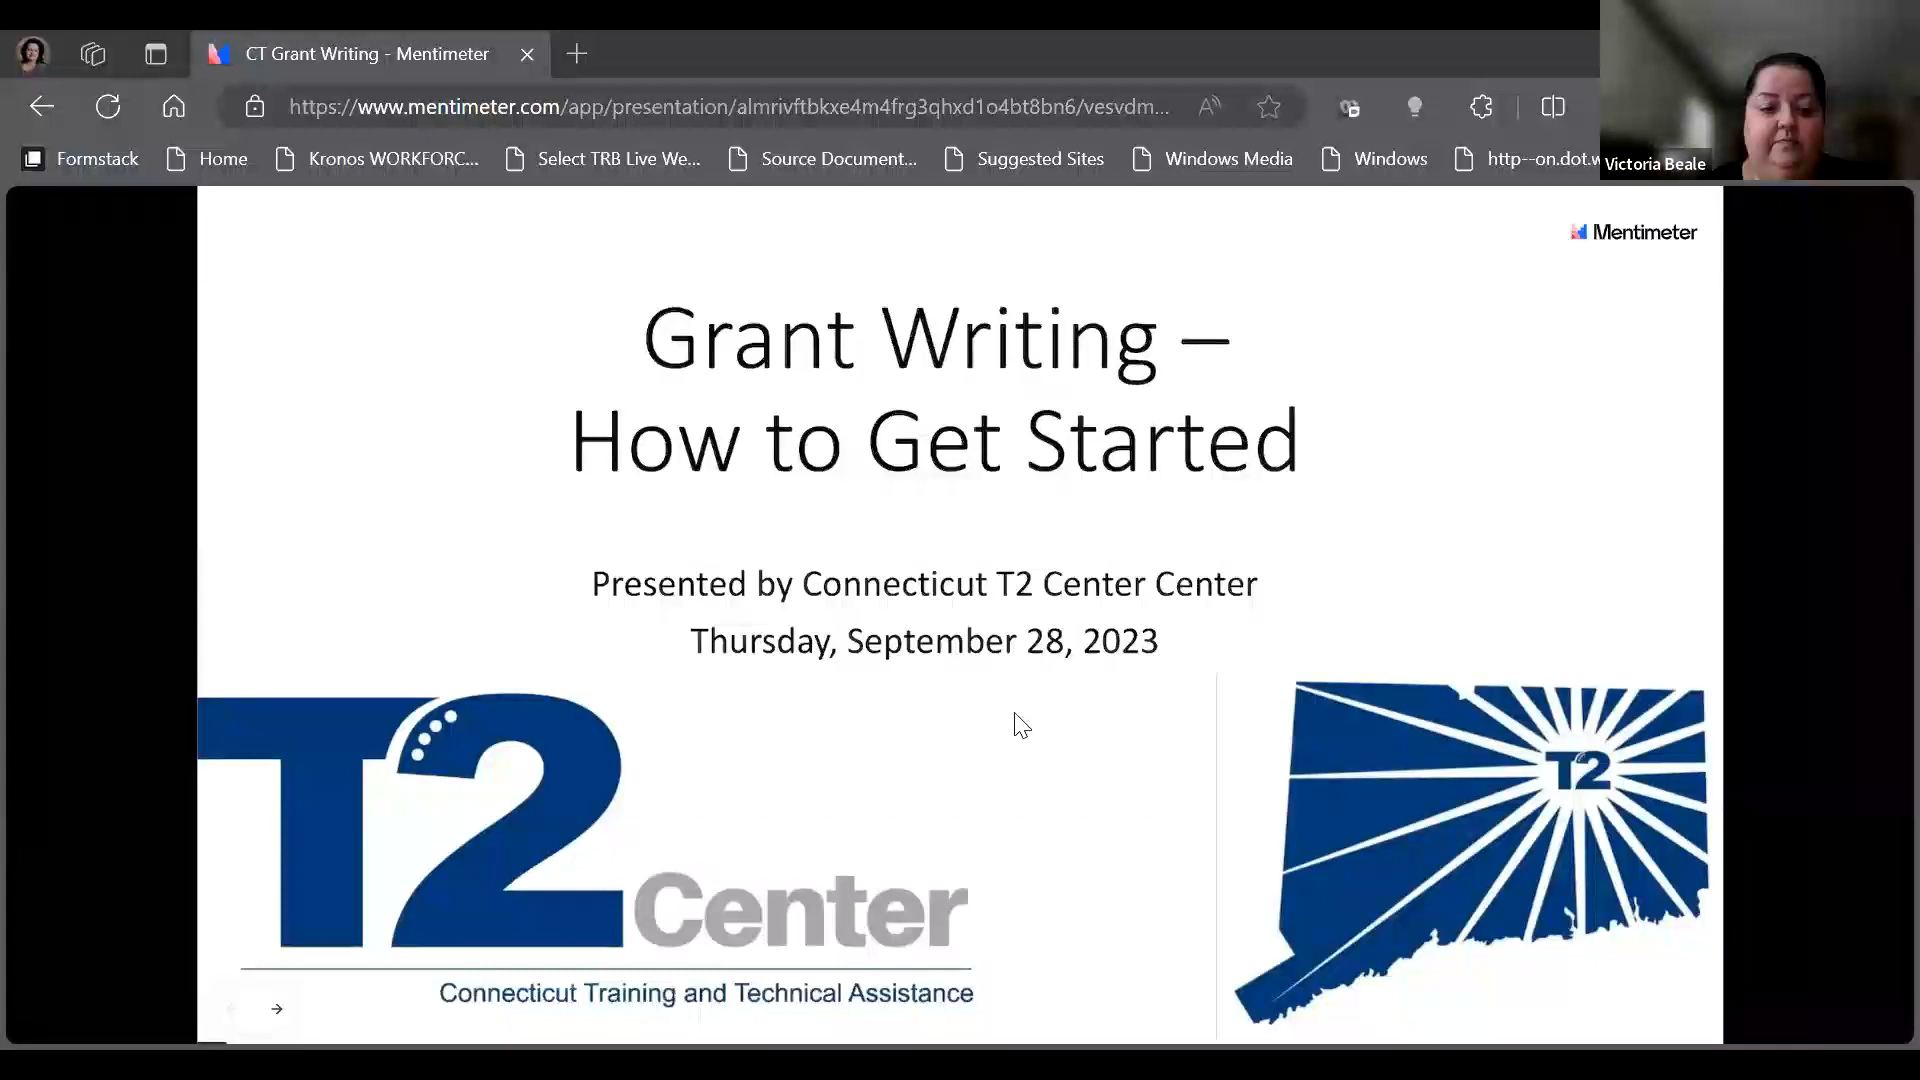 CT Grant Writing - Mentimeter
https://www.mentimeter.com/app/presentation/almrivftbkxe4m4frg3qhxd1o4bt8bn6/vesvdm...
Formstack Home Kronos WORKFORC... Select TRB Live We... Source Document... Suggested Sites Windows Media Windows http--on.dot.w
Victoria Beale
Mentimeter
Grant Writing –
How to Get Started
Presented by Connecticut T2 Center Center
Thursday, September 28, 2023
T2 Center
Connecticut Training and Technical Assistance
T2